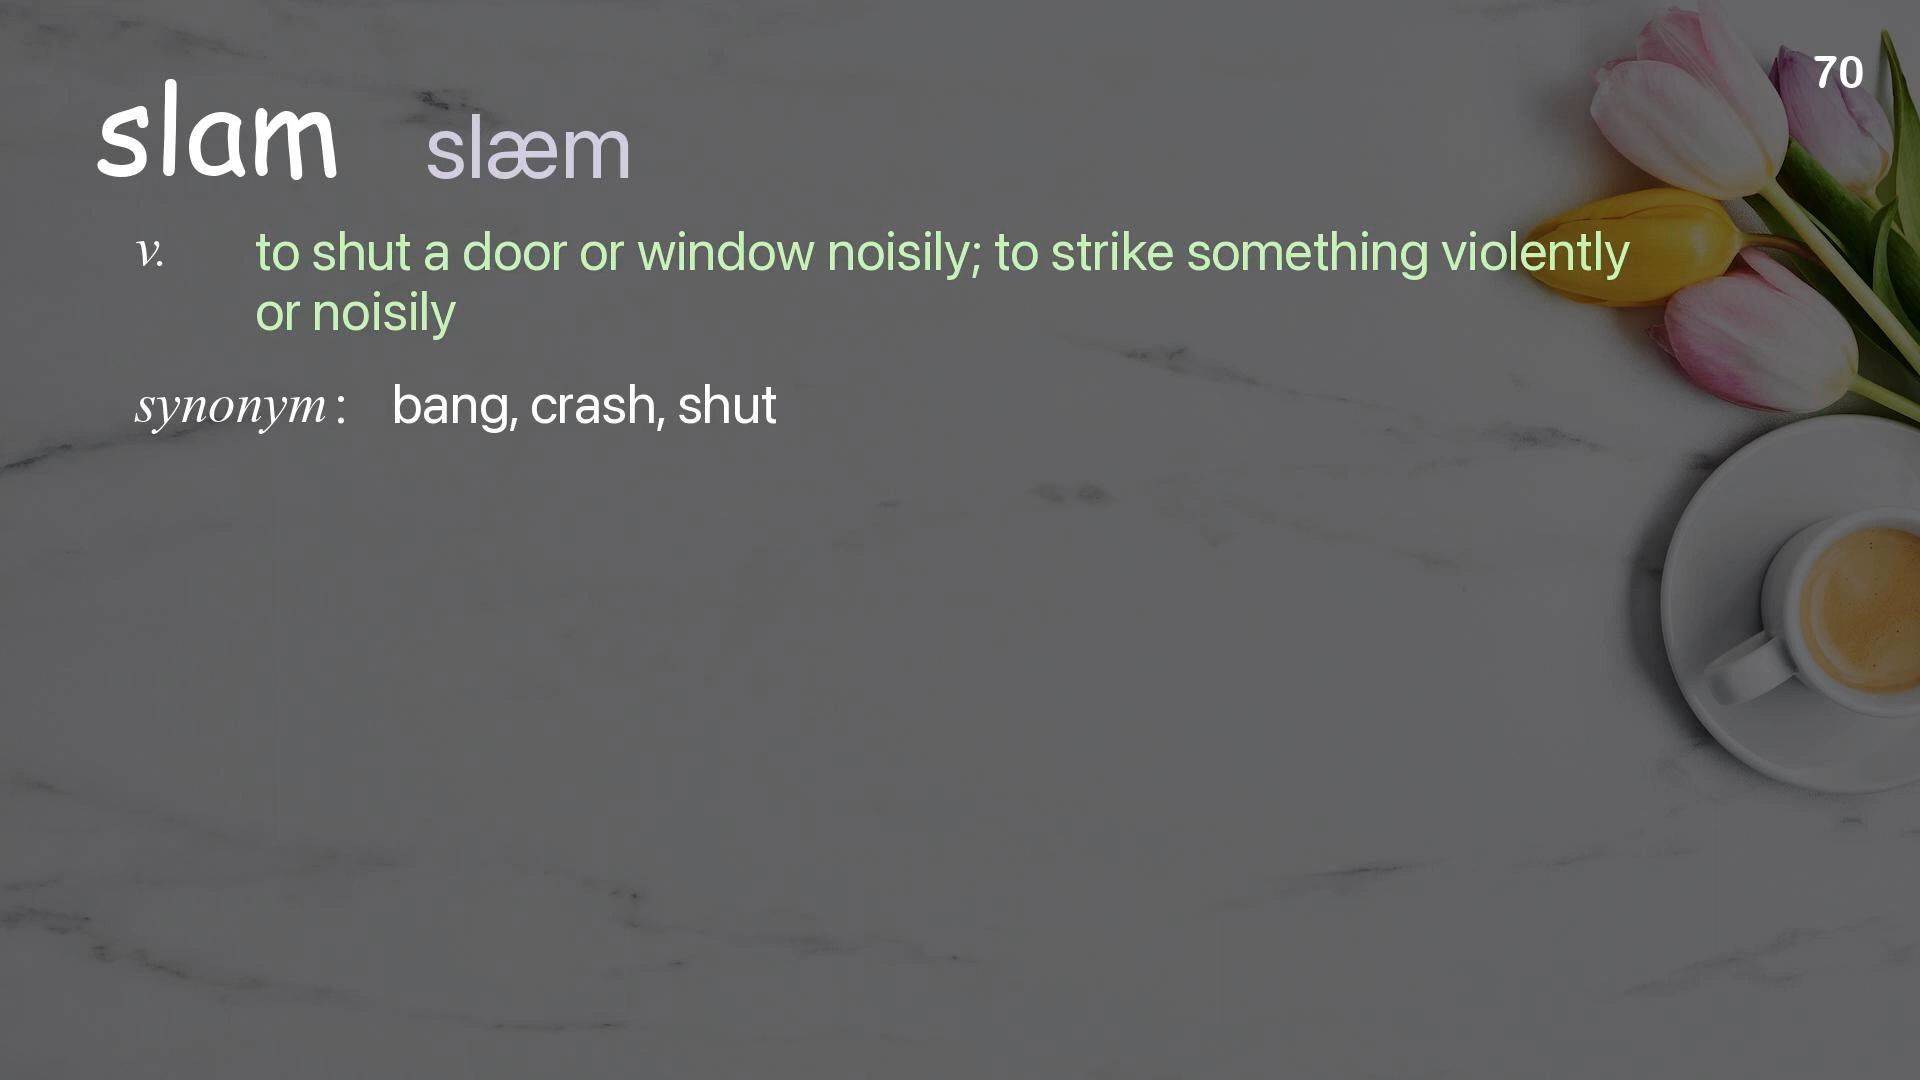 70
slam slæm
v. to shut a door or window noisily; to strike something violently
or noisily
synonym : bang, crash, shut